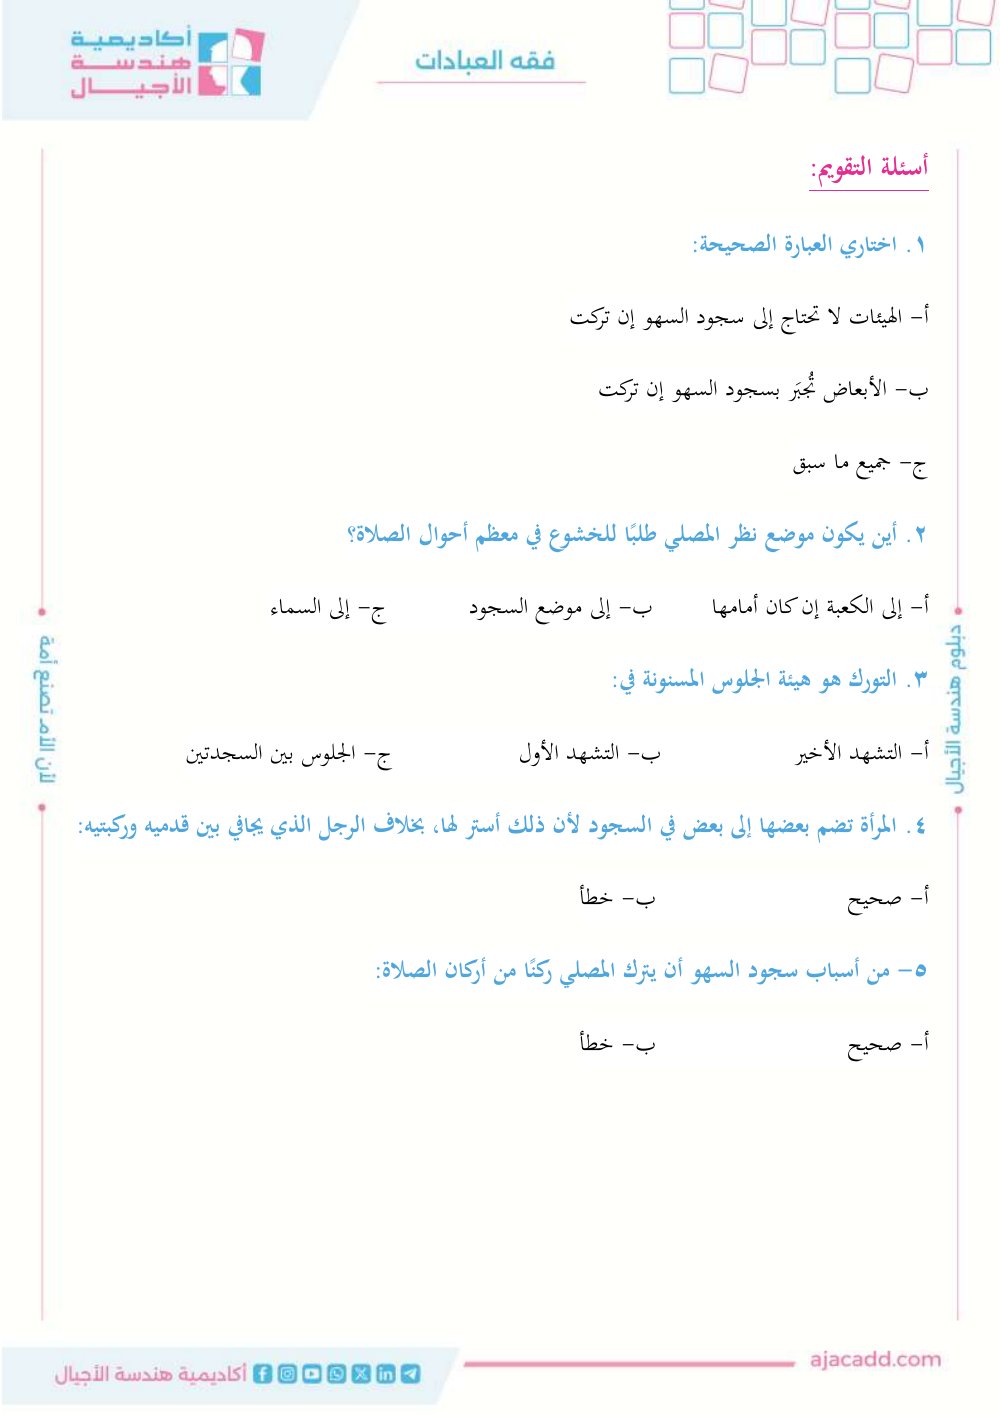 أكاديمية
هندسة
الأجيال
فقه العبادات
أسئلة التقويم:
١. اختاري العبارة الصحيحة:
أ– الهيئات لا تحتاج إلى سجود السهو إن تركت
ب– الأبعاض تُجبَر بسجود السهو إن تركت
ج– جميع ما سبق
٢. أين يكون موضع نظر المصلي طلبًا للخشوع في معظم أحوال الصلاة؟
أ– إلى الكعبة إن كان أمامها ب– إلى موضع السجود ج– إلى السماء
٣. التورك هو هيئة الجلوس المسنونة في:
أ– التشهد الأخير ب– التشهد الأول ج– الجلوس بين السجدتين
٤. المرأة تضم بعضها إلى بعض في السجود لأن ذلك أستر لها، بخلاف الرجل الذي يجافي بين قدميه وركبتيه:
أ– صحيح ب– خطأ
٥– من أسباب سجود السهو أن يترك المصلي ركنًا من أركان الصلاة:
أ– صحيح ب– خطأ
دبلوم هندسة الأجيال
لأن الأم تصنع أمة
أكاديمية هندسة الأجيال
ajacadd.com